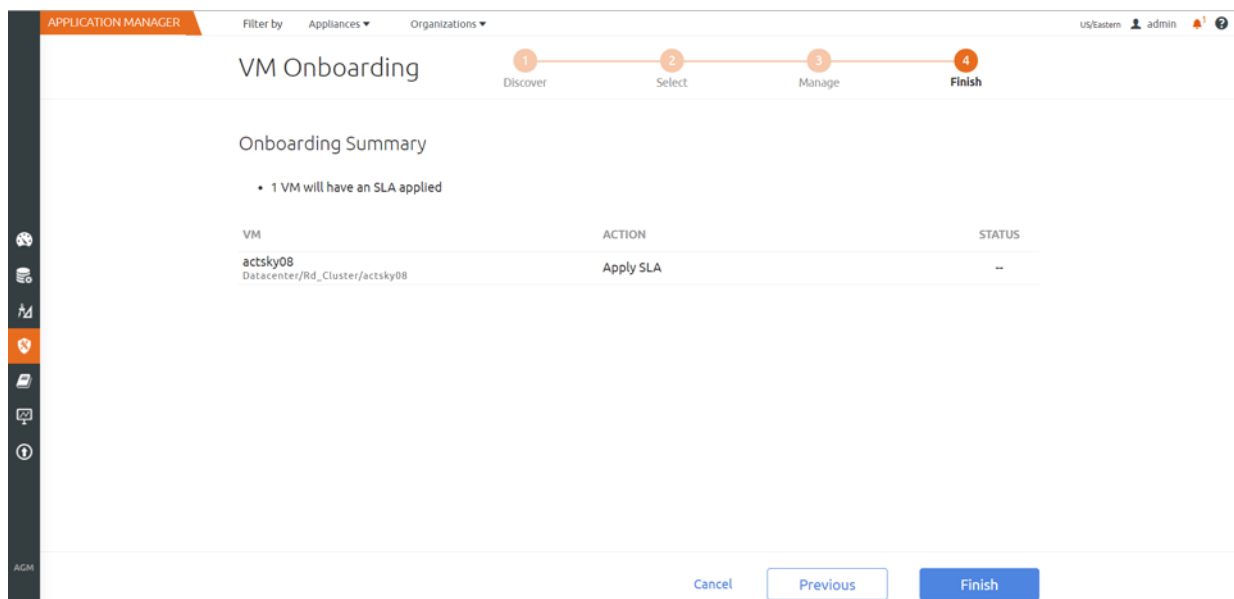 APPLICATION MANAGER
Filter by Appliances Organizations US/Eastern admin 1 ?
VM Onboarding
1 2 3 4
Discover Select Manage Finish
Onboarding Summary
• 1 VM will have an SLA applied
VM ACTION STATUS
actsky08 Apply SLA --
Datacenter/Rd_Cluster/actsky08
AGM
Cancel Previous Finish